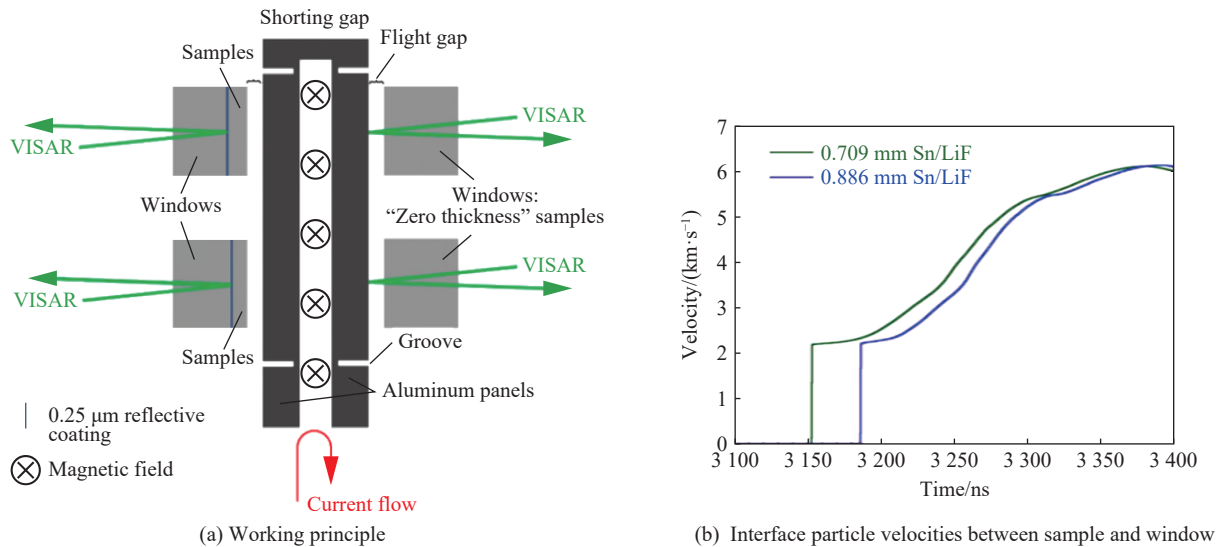 Shorting gap
Samples
Flight gap
VISAR
VISAR
Windows
Windows:
“Zero thickness” samples
VISAR
VISAR
Samples
Groove
Aluminum panels
0.25 μm reflective
coating
Magnetic field
Current flow
(a) Working principle
7
6
5
4
3
2
1
0
Velocity/(km·s⁻¹)
0.709 mm Sn/LiF
0.886 mm Sn/LiF
3 100 3 150 3 200 3 250 3 300 3 350 3 400
Time/ns
(b) Interface particle velocities between sample and window